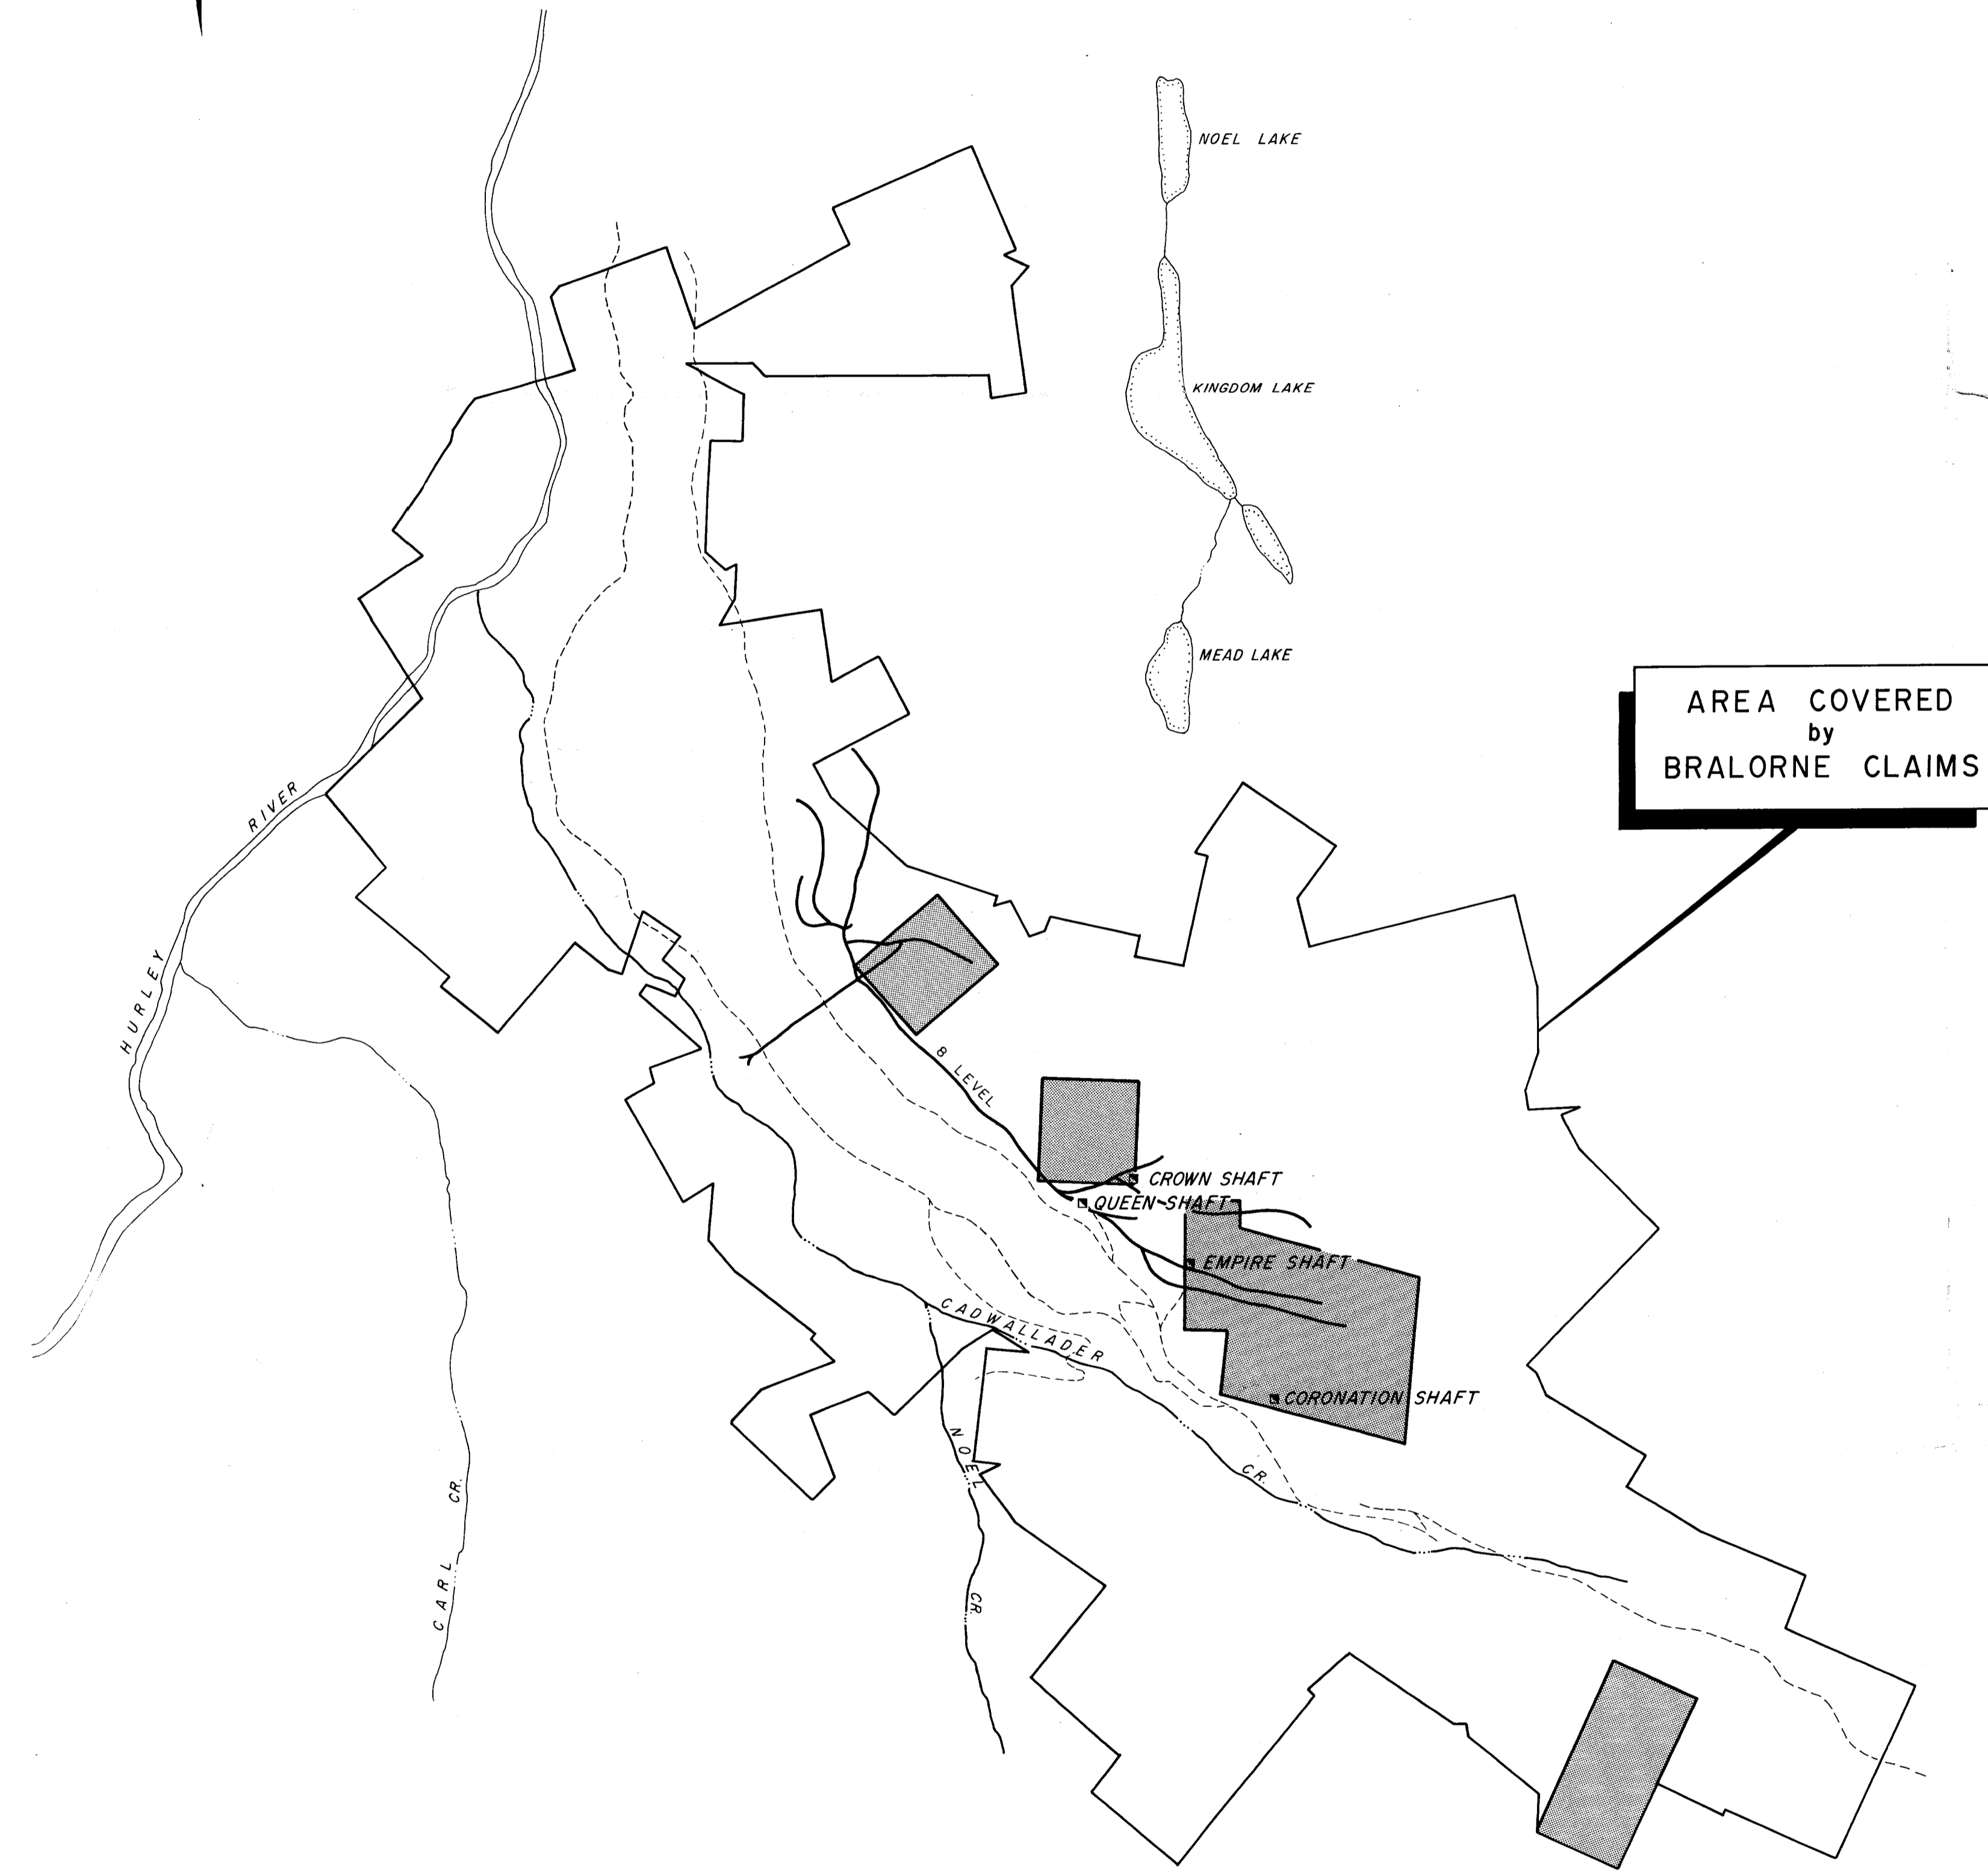 NOEL LAKE
KINGDOM LAKE
MEAD LAKE
AREA COVERED
by
BRALORNE CLAIMS
HURLEY RIVER
8 LEVEL
CROWN SHAFT
QUEEN SHAFT
EMPIRE SHAFT
CADWALLADER CR.
CORONATION SHAFT
NOEL CR.
CARL CR.